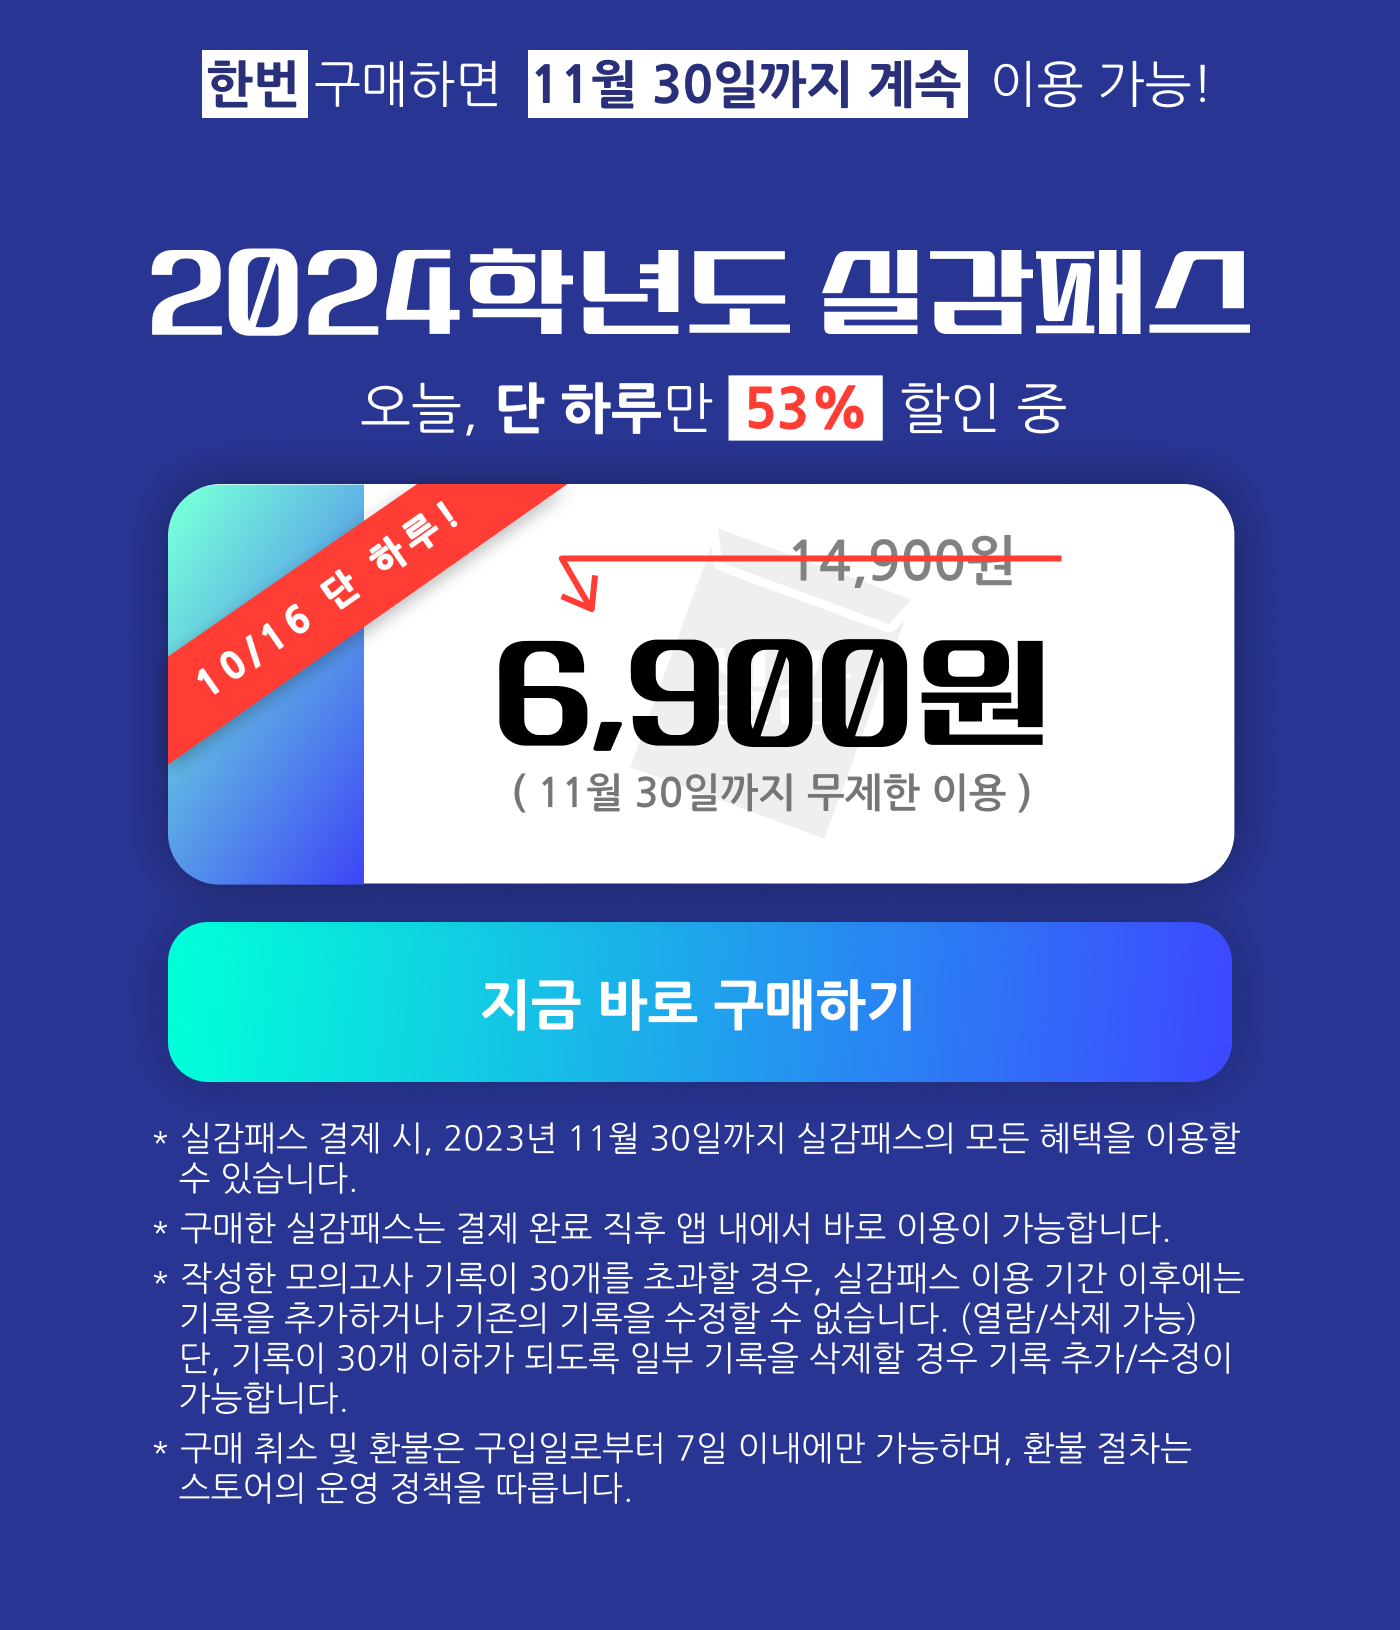 한번 구매하면 11월 30일까지 계속 이용 가능!
2024학년도 실감패스
오늘, 단 하루만 53% 할인 중
10/16 단 하루!
14,900원
6,900원
( 11월 30일까지 무제한 이용 )
지금 바로 구매하기
* 실감패스 결제 시, 2023년 11월 30일까지 실감패스의 모든 혜택을 이용할
수 있습니다.
* 구매한 실감패스는 결제 완료 직후 앱 내에서 바로 이용이 가능합니다.
* 작성한 모의고사 기록이 30개를 초과할 경우, 실감패스 이용 기간 이후에는
기록을 추가하거나 기존의 기록을 수정할 수 없습니다. (열람/삭제 가능)
단, 기록이 30개 이하가 되도록 일부 기록을 삭제할 경우 기록 추가/수정이
가능합니다.
* 구매 취소 및 환불은 구입일로부터 7일 이내에만 가능하며, 환불 절차는
스토어의 운영 정책을 따릅니다.